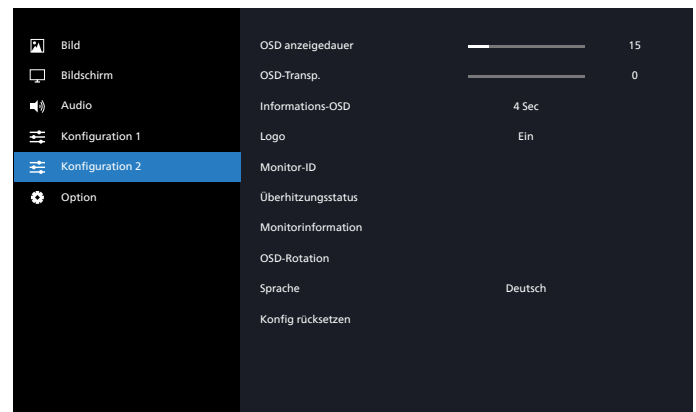 Bild
Bildschirm
Audio
Konfiguration 1
Konfiguration 2
Option
OSD anzeigedauer 15
OSD-Transp. 0
Informations-OSD 4 Sec
Logo Ein
Monitor-ID
Überhitzungsstatus
Monitorinformation
OSD-Rotation
Sprache Deutsch
Konfig rücksetzen